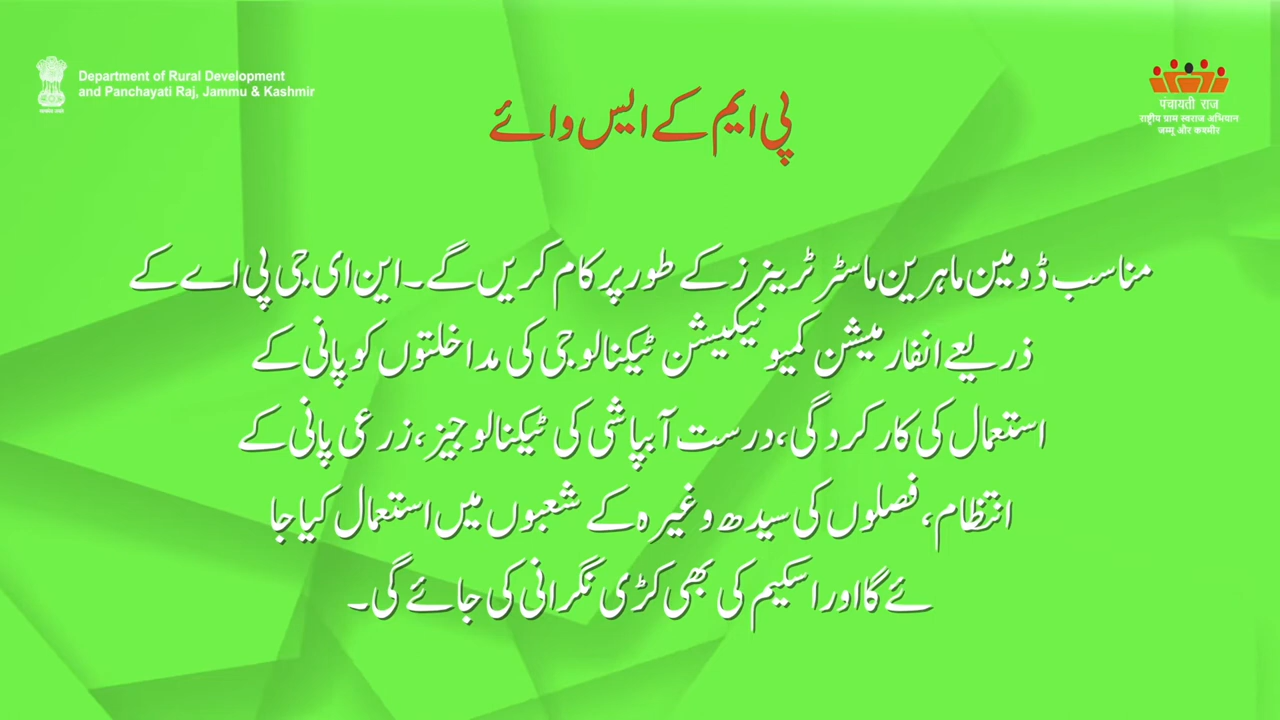 Department of Rural Development
and Panchayati Raj, Jammu & Kashmir
पंचायती राज
राष्ट्रीय ग्राम स्वराज अभियान
जम्मू और कश्मीर
پی ایم کے ایس وائے
مناسب ڈومین ماہرین ماسٹر ٹرینرز کے طور پر کام کریں گے۔ این ای جی پی اے کے
ذریعے انفارمیشن کمیونیکیشن ٹیکنالوجی کی مداخلتوں کو پانی کے
استعمال کی کارکردگی، درست آبپاشی کی ٹیکنالوجیز، زرعی پانی کے
انتظام، فصلوں کی سیدھ وغیرہ کے شعبوں میں استعمال کیا جا
ئے گا اور اسکیم کی بھی کڑی نگرانی کی جائے گی۔